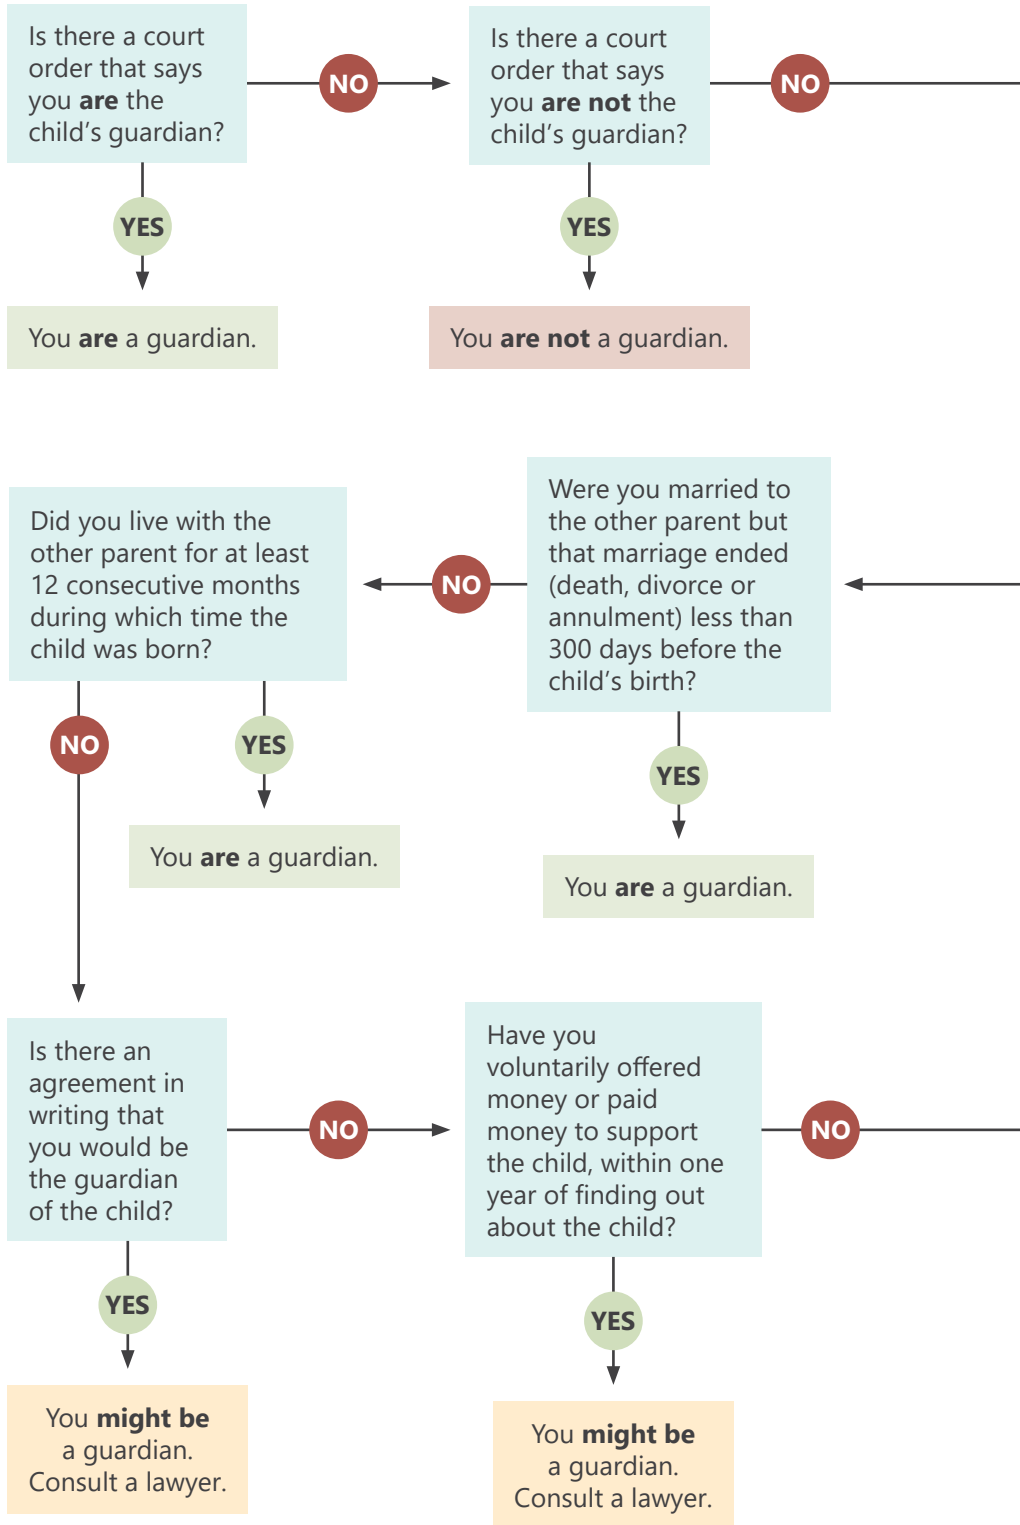 Is there a court
order that says
you are the
child's guardian?
NO
Is there a court
order that says
you are not the
child's guardian?
NO
YES
YES
You are a guardian.
You are not a guardian.
Were you married to
the other parent but
that marriage ended
(death, divorce or
annulment) less than
300 days before the
child's birth?
NO
Did you live with the
other parent for at least
12 consecutive months
during which time the
child was born?
NO
YES
YES
You are a guardian.
You are a guardian.
Is there an
agreement in
writing that
you would be
the guardian
of the child?
NO
Have you
voluntarily offered
money or paid
money to support
the child, within one
year of finding out
about the child?
NO
YES
YES
You might be
a guardian.
Consult a lawyer.
You might be
a guardian.
Consult a lawyer.